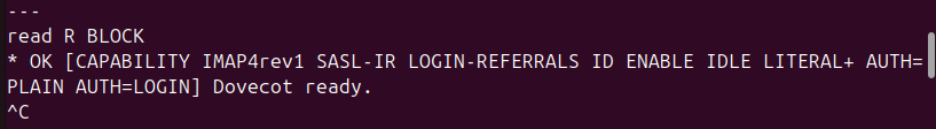 ---
read R BLOCK
* OK [CAPABILITY IMAP4rev1 SASL-IR LOGIN-REFERRALS ID ENABLE IDLE LITERAL+ AUTH=
PLAIN AUTH=LOGIN] Dovecot ready.
^C